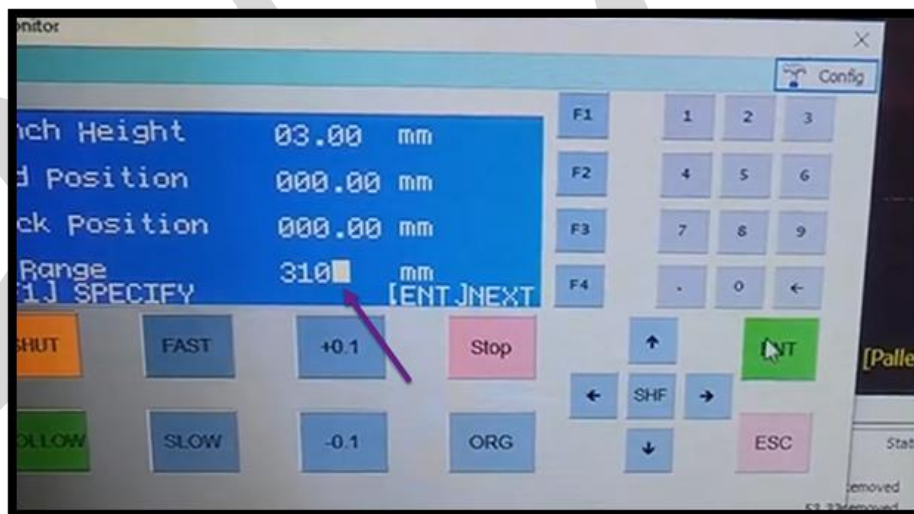 onitor
Config
nch Height 03.00 mm
d Position 000.00 mm
ck Position 000.00 mm
Range 310 mm
[1] SPECIFY [ENT]NEXT
F1 1 2 3
F2 4 5 6
F3 7 8 9
F4 . 0 ←
SHUT FAST +0.1 Stop ↑
[Palle
← SHF →
OLLOW SLOW -0.1 ORG ↓ ESC
Stat
emoved